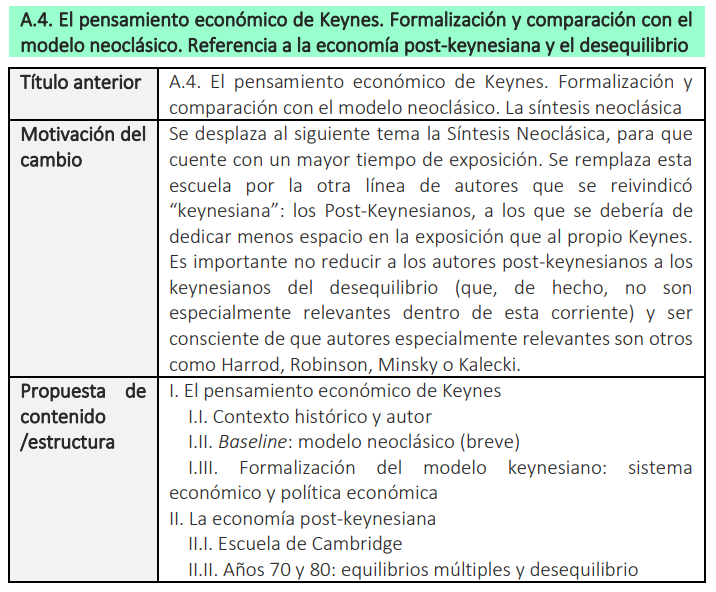 A.4. El pensamiento económico de Keynes. Formalización y comparación con el
modelo neoclásico. Referencia a la economía post-keynesiana y el desequilibrio
Título anterior
A.4. El pensamiento económico de Keynes. Formalización y
comparación con el modelo neoclásico. La síntesis neoclásica
Motivación del
cambio
Se desplaza al siguiente tema la Síntesis Neoclásica, para que
cuente con un mayor tiempo de exposición. Se remplaza esta
escuela por la otra línea de autores que se reivindicó
“keynesiana”: los Post-Keynesianos, a los que se debería de
dedicar menos espacio en la exposición que al propio Keynes.
Es importante no reducir a los autores post-keynesianos a los
keynesianos del desequilibrio (que, de hecho, no son
especialmente relevantes dentro de esta corriente) y ser
consciente de que autores especialmente relevantes son otros
como Harrod, Robinson, Minsky o Kalecki.
Propuesta de
contenido
/estructura
I. El pensamiento económico de Keynes
I.I. Contexto histórico y autor
I.II. Baseline: modelo neoclásico (breve)
I.III. Formalización del modelo keynesiano: sistema
económico y política económica
II. La economía post-keynesiana
II.I. Escuela de Cambridge
II.II. Años 70 y 80: equilibrios múltiples y desequilibrio